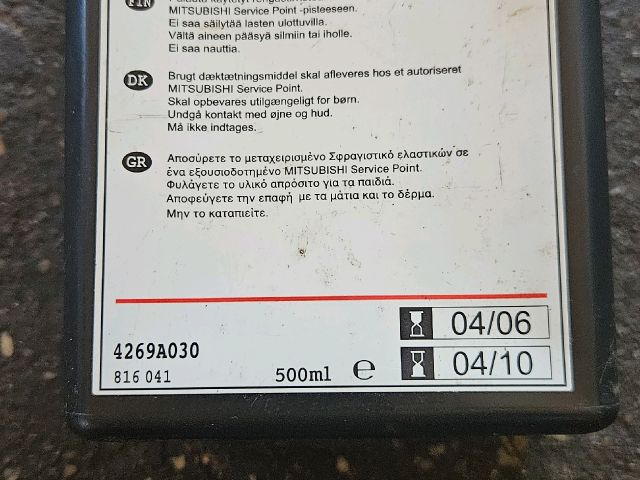 FIN
MITSUBISHI Service Point -pisteeseen.
Ei saa säilytää lasten ulottuvilla.
Vältä aineen pääsyä silmiin tai iholle.
Ei saa nauttia.
DK
Brugt dæktætningsmiddel skal afleveres hos et autoriseret
MITSUBISHI Service Point.
Skal opbevares utilgængeligt for børn.
Undgå kontakt med øjne og hud.
Må ikke indtages.
GR
Αποσύρετε το μεταχειρισμένο Σφραγιστικό ελαστικών σε
ένα εξουσιοδοτημένο MITSUBISHI Service Point.
Φυλάγετε το υλικό απρόσιτο για τα παιδιά.
Αποφεύγετε την επαφή με τα μάτια και το δέρμα.
Μην το καταπιείτε.
04/06
4269A030
04/10
816 041
500ml e